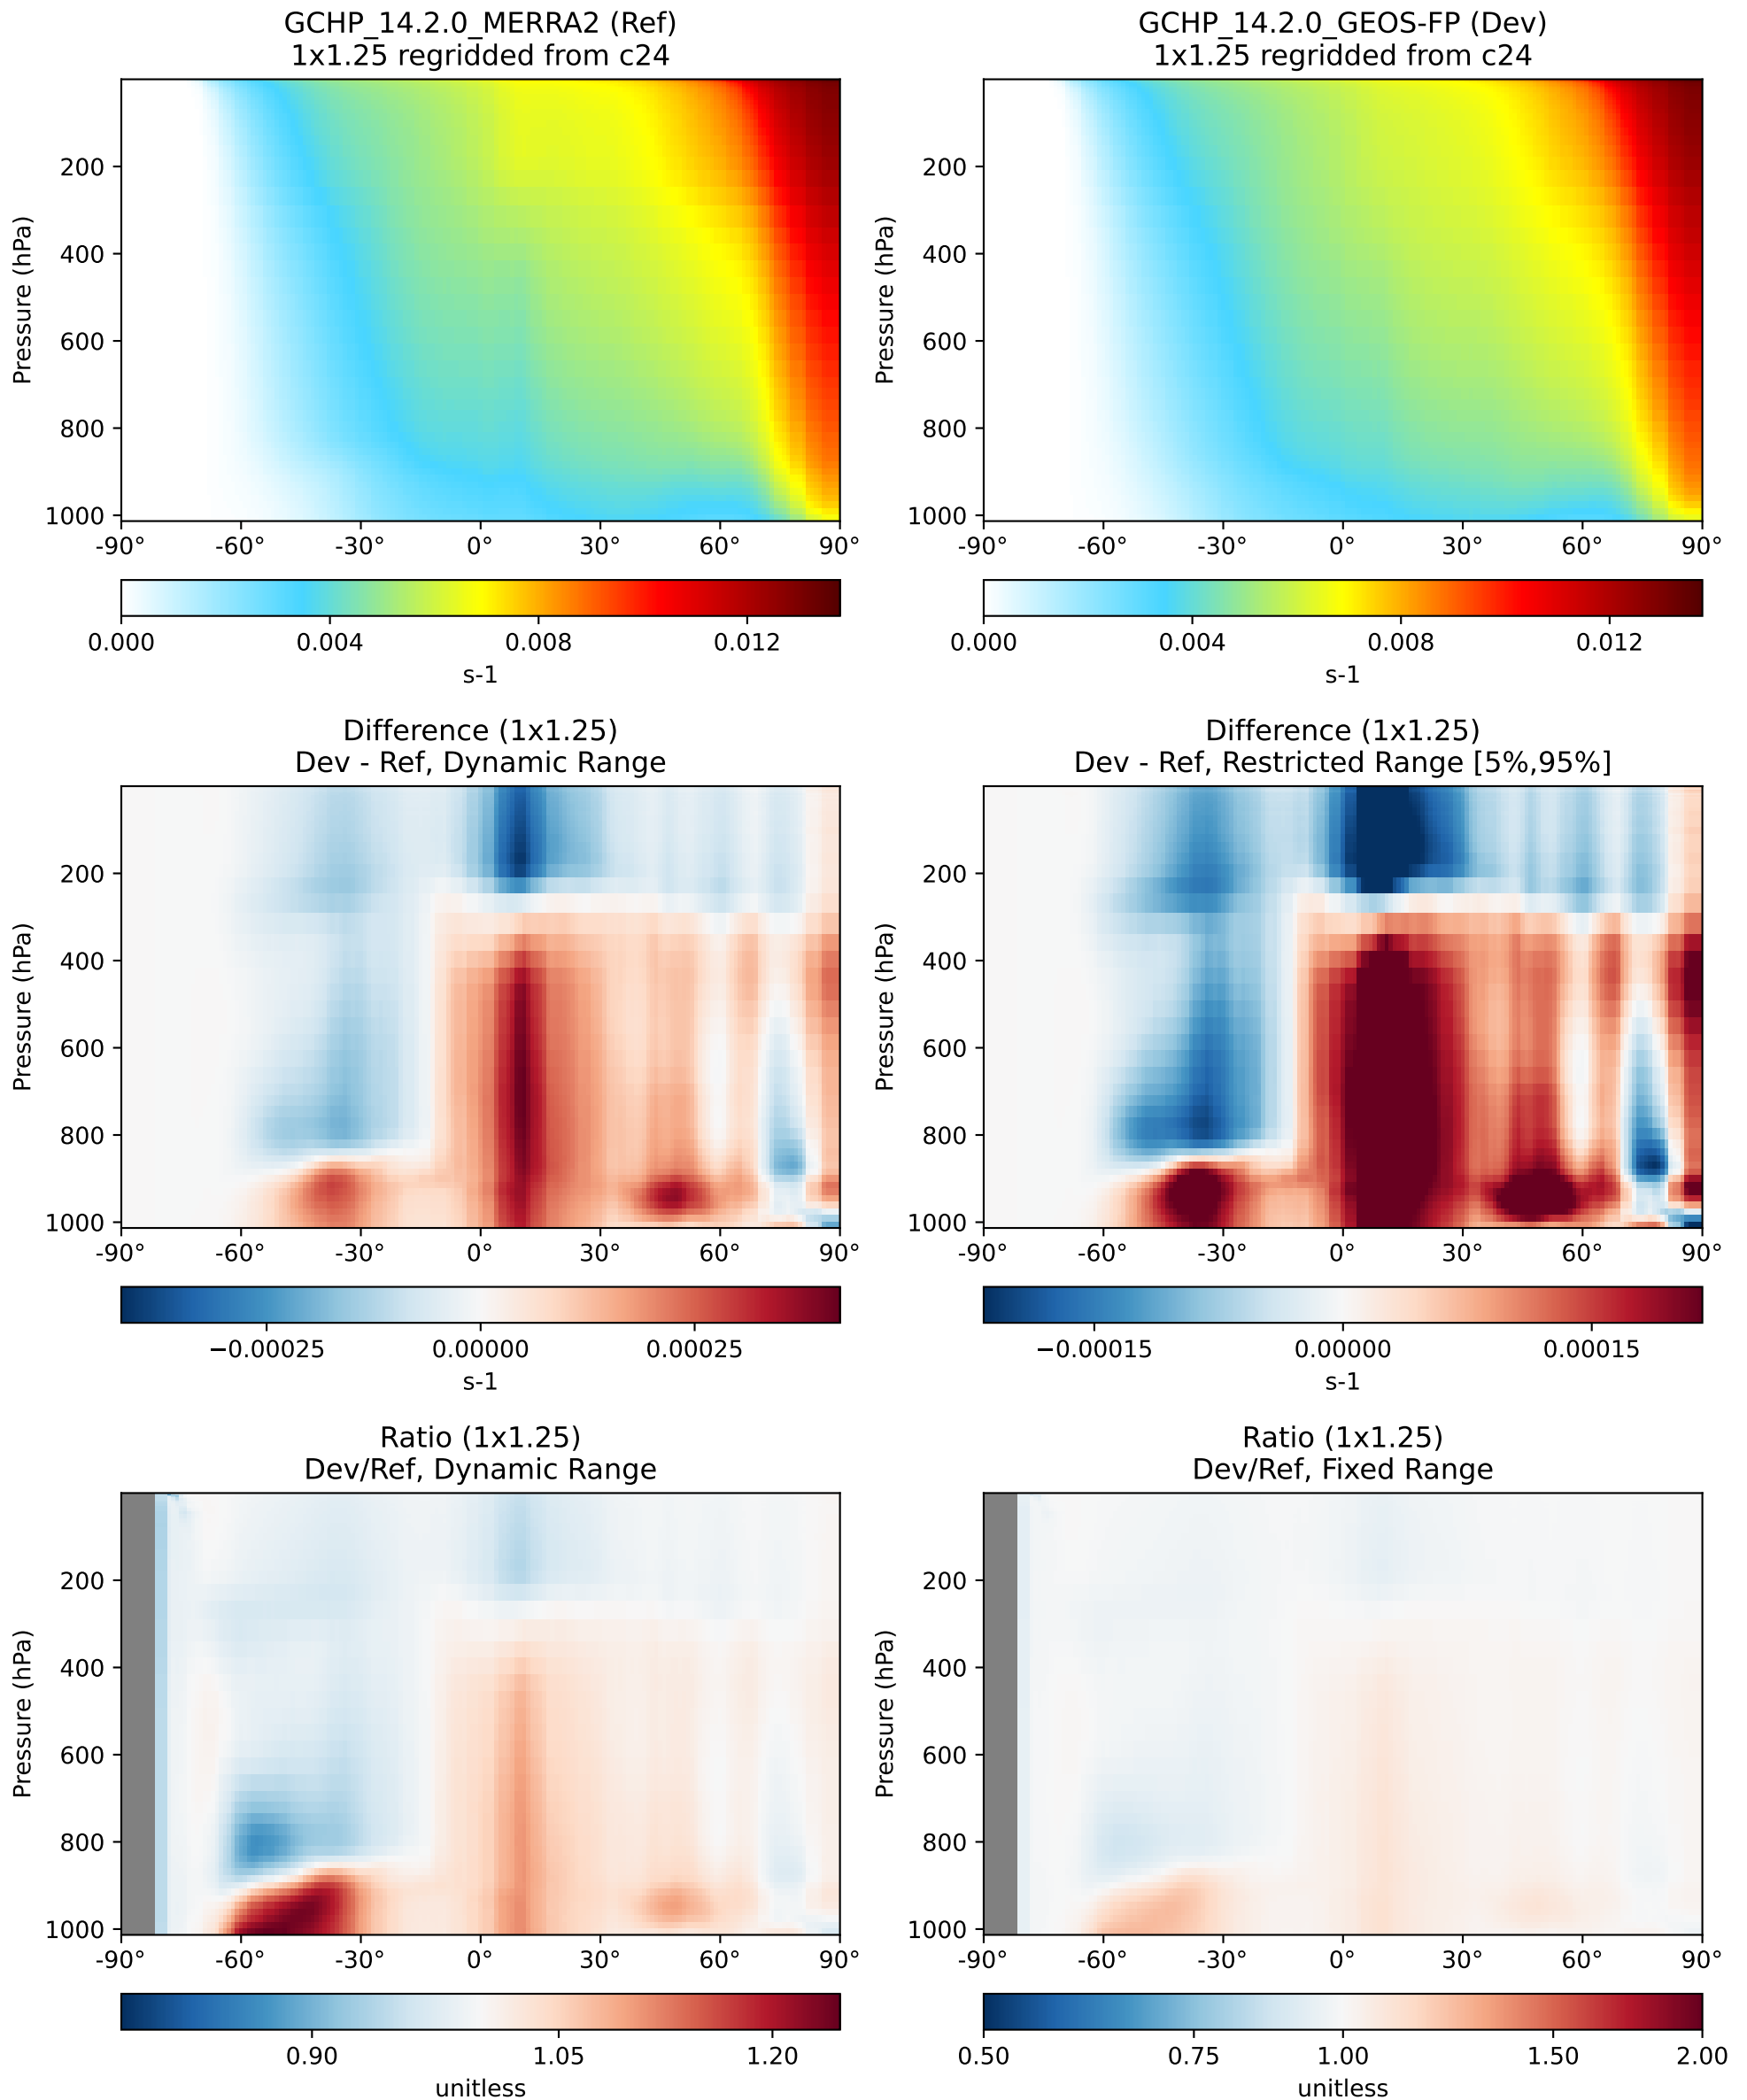 GCHP_14.2.0_MERRA2 (Ref)
1x1.25 regridded from c24
Pressure (hPa)
200
400
600
800
1000
-90° -60° -30° 0° 30° 60° 90°
0.000 0.004 0.008 0.012
s-1
GCHP_14.2.0_GEOS-FP (Dev)
1x1.25 regridded from c24
Pressure (hPa)
200
400
600
800
1000
-90° -60° -30° 0° 30° 60° 90°
0.000 0.004 0.008 0.012
s-1
Difference (1x1.25)
Dev - Ref, Dynamic Range
Pressure (hPa)
200
400
600
800
1000
-90° -60° -30° 0° 30° 60° 90°
−0.00025 0.00000 0.00025
s-1
Difference (1x1.25)
Dev - Ref, Restricted Range [5%,95%]
Pressure (hPa)
200
400
600
800
1000
-90° -60° -30° 0° 30° 60° 90°
−0.00015 0.00000 0.00015
s-1
Ratio (1x1.25)
Dev/Ref, Dynamic Range
Pressure (hPa)
200
400
600
800
1000
-90° -60° -30° 0° 30° 60° 90°
0.90 1.05 1.20
unitless
Ratio (1x1.25)
Dev/Ref, Fixed Range
Pressure (hPa)
200
400
600
800
1000
-90° -60° -30° 0° 30° 60° 90°
0.50 0.75 1.00 1.50 2.00
unitless